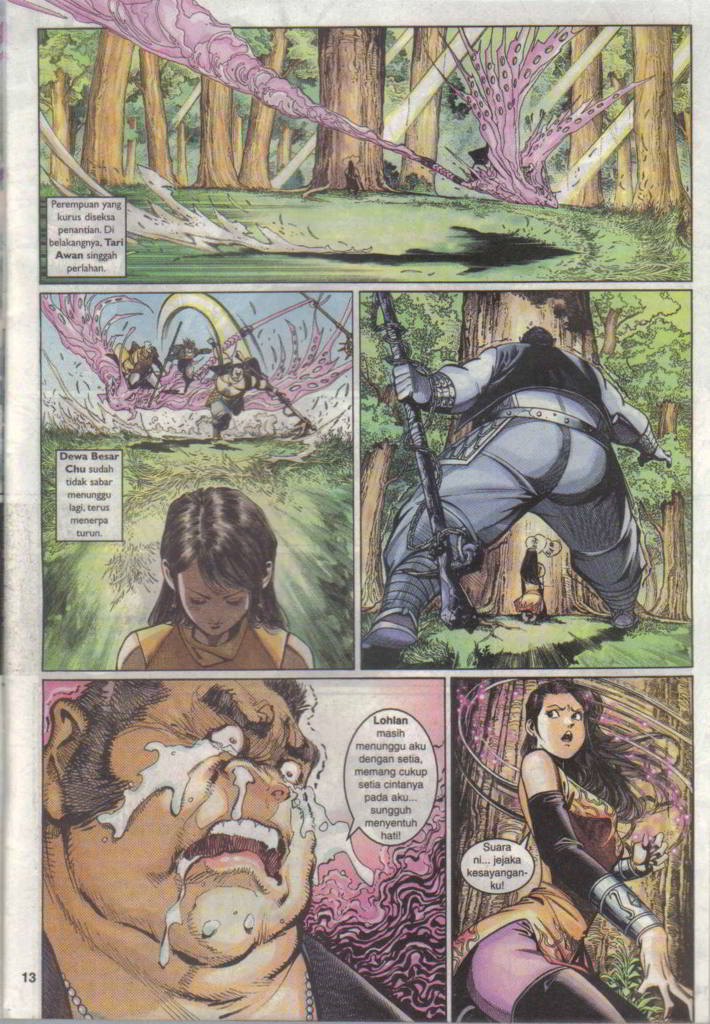 Perempuan yang
kurus diseksa
penantian. Di
belakangnya, Tari
Awan singgah
perlahan.
Dewa Besar
Chu sudah
tidak sabar
menunggu
lagi, terus
menerpa
turun.
Lohlan
masih
menunggu aku
dengan setia,
memang cukup
setia cintanya
pada aku...
sungguh
menyentuh
hati!
Suara
ni... jejaka
kesayangan-
ku!
13